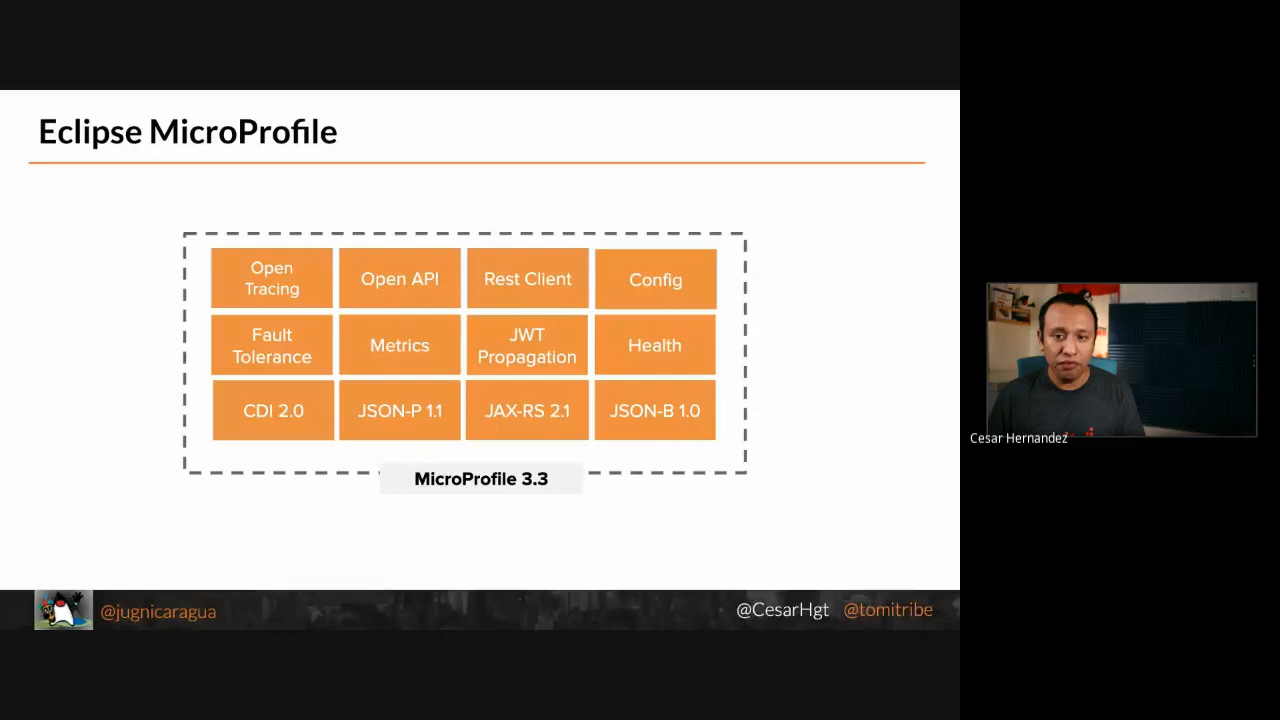 Eclipse MicroProfile
Open
Tracing
Open API
Rest Client
Config
Fault
Tolerance
Metrics
JWT
Propagation
Health
CDI 2.0
JSON-P 1.1
JAX-RS 2.1
JSON-B 1.0
MicroProfile 3.3
Cesar Hernandez
@jugnicaragua
@CesarHgt @tomitribe